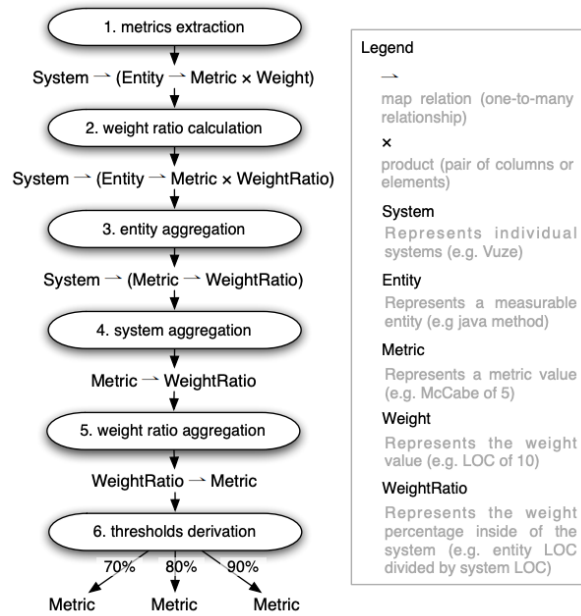 1. metrics extraction
System ⇀ (Entity ⇀ Metric × Weight)
2. weight ratio calculation
System ⇀ (Entity ⇀ Metric × WeightRatio)
3. entity aggregation
System ⇀ (Metric ⇀ WeightRatio)
4. system aggregation
Metric ⇀ WeightRatio
5. weight ratio aggregation
WeightRatio ⇀ Metric
6. thresholds derivation
70% 80% 90%
Metric Metric Metric
Legend
⇀
map relation (one-to-many
relationship)
×
product (pair of columns or
elements)
System
Represents individual
systems (e.g. Vuze)
Entity
Represents a measurable
entity (e.g java method)
Metric
Represents a metric value
(e.g. McCabe of 5)
Weight
Represents the weight
value (e.g. LOC of 10)
WeightRatio
Represents the weight
percentage inside of the
system (e.g. entity LOC
divided by system LOC)